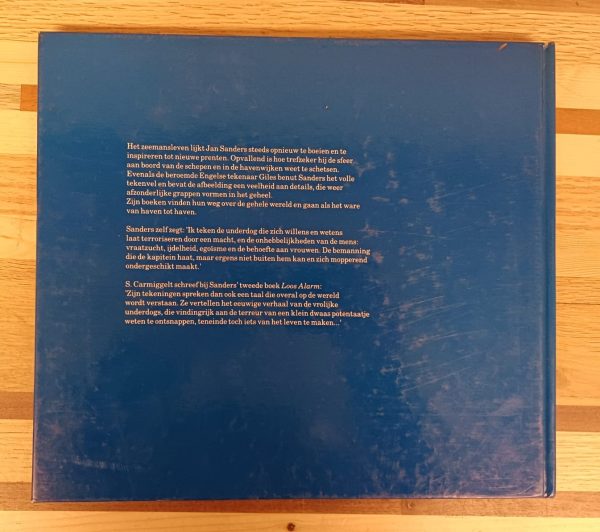 Het zeemansleven lijkt Jan Sanders steeds opnieuw te boeien en te
inspireren tot nieuwe prenten. Opvallend is hoe trefzeker hij de sfeer
aan boord van de schepen en in de havenwijken weet te schetsen.
Evenals de beroemde Engelse tekenaar Giles benut Sanders het volle
tekenvel en bevat de afbeelding een veelheid aan details, die weer
afzonderlijke grappen vormen in het geheel.
Zijn boeken vinden hun weg over de gehele wereld en gaan als het ware
van haven tot haven.
Sanders zelf zegt: 'Ik teken de underdog die zich willens en wetens
laat terroriseren door een macht, en de onhebbelijkheden van de mens:
vraatzucht, ijdelheid, egoïsme en de behoefte aan vrouwen. De bemanning
die de kapitein haat, maar ergens niet buiten hem kan en zich mopperend
ondergeschikt maakt.'
S. Carmiggelt schreef bij Sanders' tweede boek Loos Alarm:
'Zijn tekeningen spreken dan ook een taal die overal op de wereld
wordt verstaan. Ze vertellen het eeuwige verhaal van de vrolijke
underdogs, die vindingrijk aan de terreur van een klein dwaas potentaatje
weten te ontsnappen, teneinde toch iets van het leven te maken...'